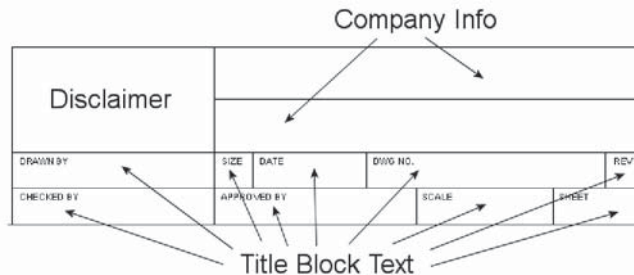 Company Info
Disclaimer
DRAWN BY SIZE DATE DWG NO. REV
CHECKED BY APPROVED BY SCALE SHEET
Title Block Text